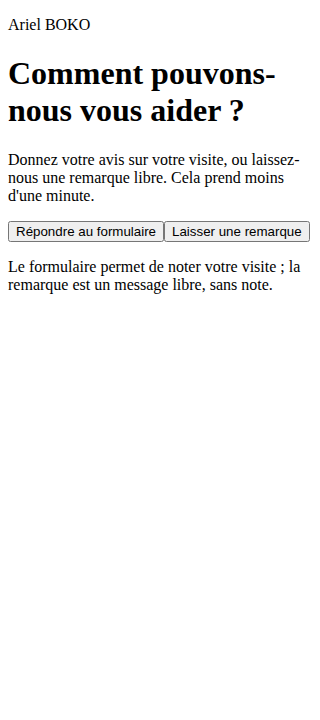 Ariel BOKO
Comment pouvons-
nous vous aider ?
Donnez votre avis sur votre visite, ou laissez-
nous une remarque libre. Cela prend moins
d'une minute.
Répondre au formulaire Laisser une remarque
Le formulaire permet de noter votre visite ; la
remarque est un message libre, sans note.